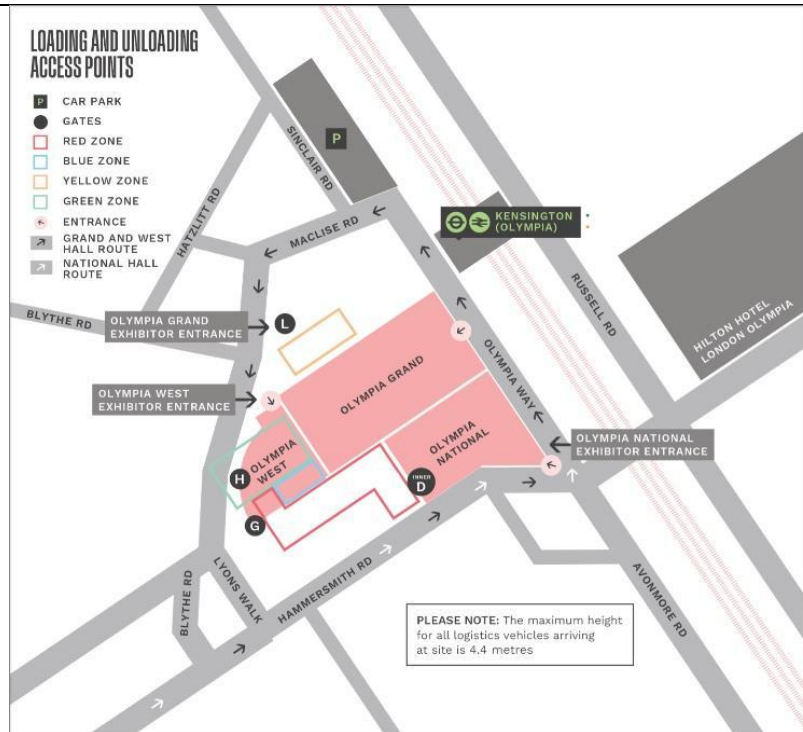 LOADING AND UNLOADING
ACCESS POINTS
P CAR PARK
GATES
RED ZONE
BLUE ZONE
YELLOW ZONE
GREEN ZONE
ENTRANCE
GRAND AND WEST
HALL ROUTE
NATIONAL HALL
ROUTE
SINCLAIR RD
P
HATZLITT RD
MACLISE RD
KENSINGTON
(OLYMPIA)
RUSSELL RD
HILTON HOTEL
LONDON OLYMPIA
BLYTHE RD
OLYMPIA GRAND
EXHIBITOR ENTRANCE
L
OLYMPIA WAY
OLYMPIA GRAND
OLYMPIA WEST
EXHIBITOR ENTRANCE
OLYMPIA
NATIONAL
OLYMPIA NATIONAL
EXHIBITOR ENTRANCE
OLYMPIA
WEST
H
INNER
D
G
LYONS WALK
BLYTHE RD
HAMMERSMITH RD
AVONMORE RD
PLEASE NOTE: The maximum height
for all logistics vehicles arriving
at site is 4.4 metres